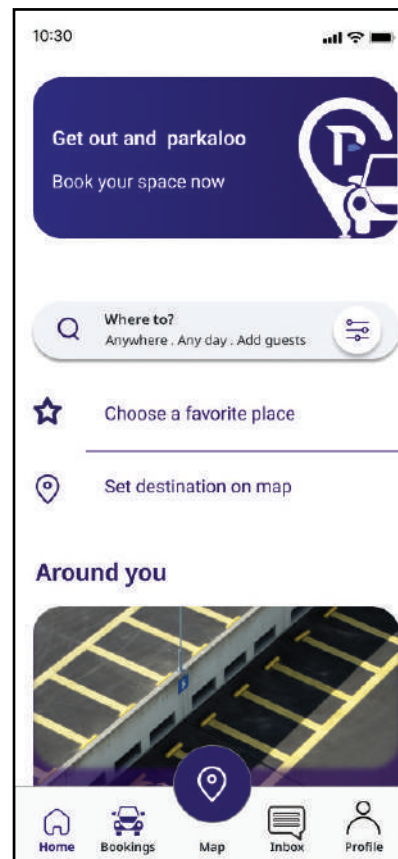 10:30
Get out and parkaloo
Book your space now
P
Where to?
Anywhere . Any day . Add guests
Choose a favorite place
Set destination on map
Around you
Home
Bookings
Map
Inbox
Profile